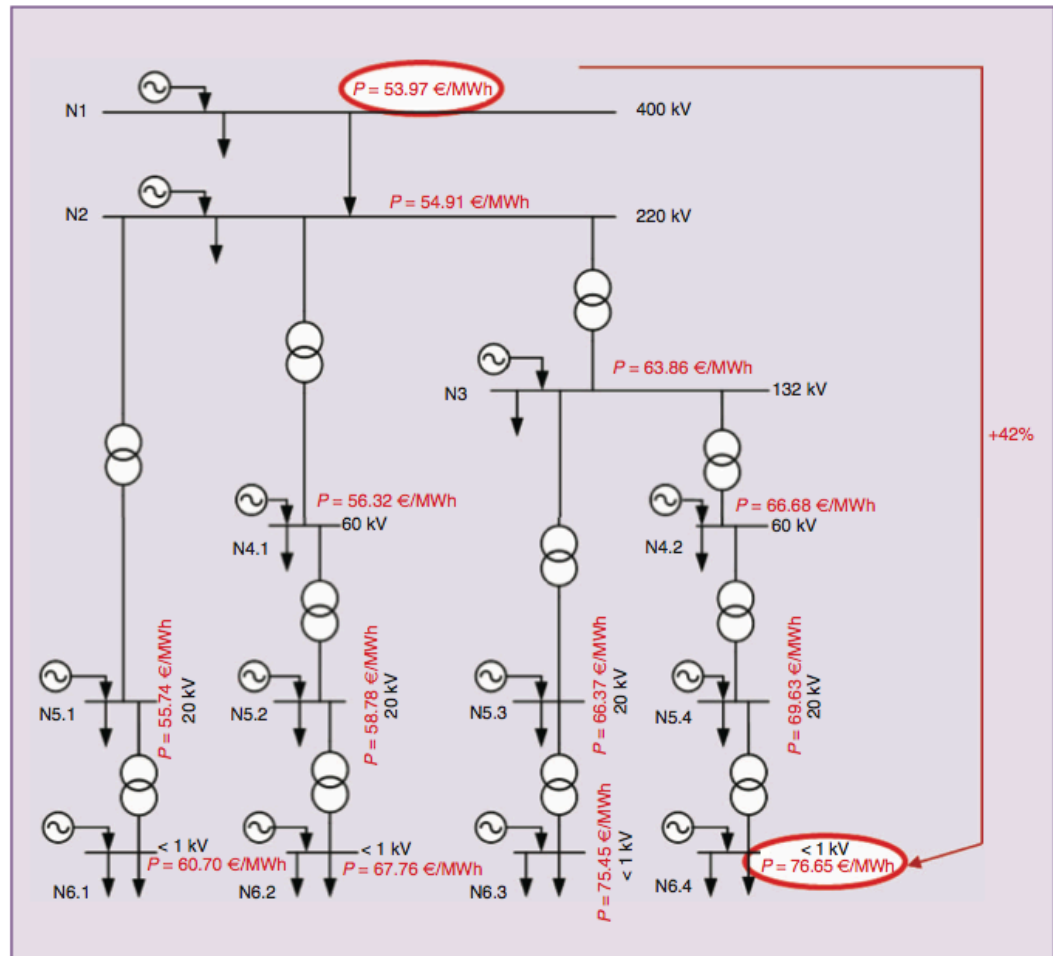 P = 53.97 €/MWh
N1
400 kV
P = 54.91 €/MWh
N2
220 kV
P = 63.86 €/MWh
N3
132 kV
+42%
P = 56.32 €/MWh
60 kV
N4.1
P = 66.68 €/MWh
60 kV
N4.2
N5.1
P = 55.74 €/MWh
20 kV
N5.2
P = 58.78 €/MWh
20 kV
N5.3
P = 66.37 €/MWh
20 kV
N5.4
P = 69.63 €/MWh
20 kV
< 1 kV
P = 60.70 €/MWh
N6.1
< 1 kV
P = 67.76 €/MWh
N6.2
P = 75.45 €/MWh
< 1 kV
N6.3
< 1 kV
P = 76.65 €/MWh
N6.4